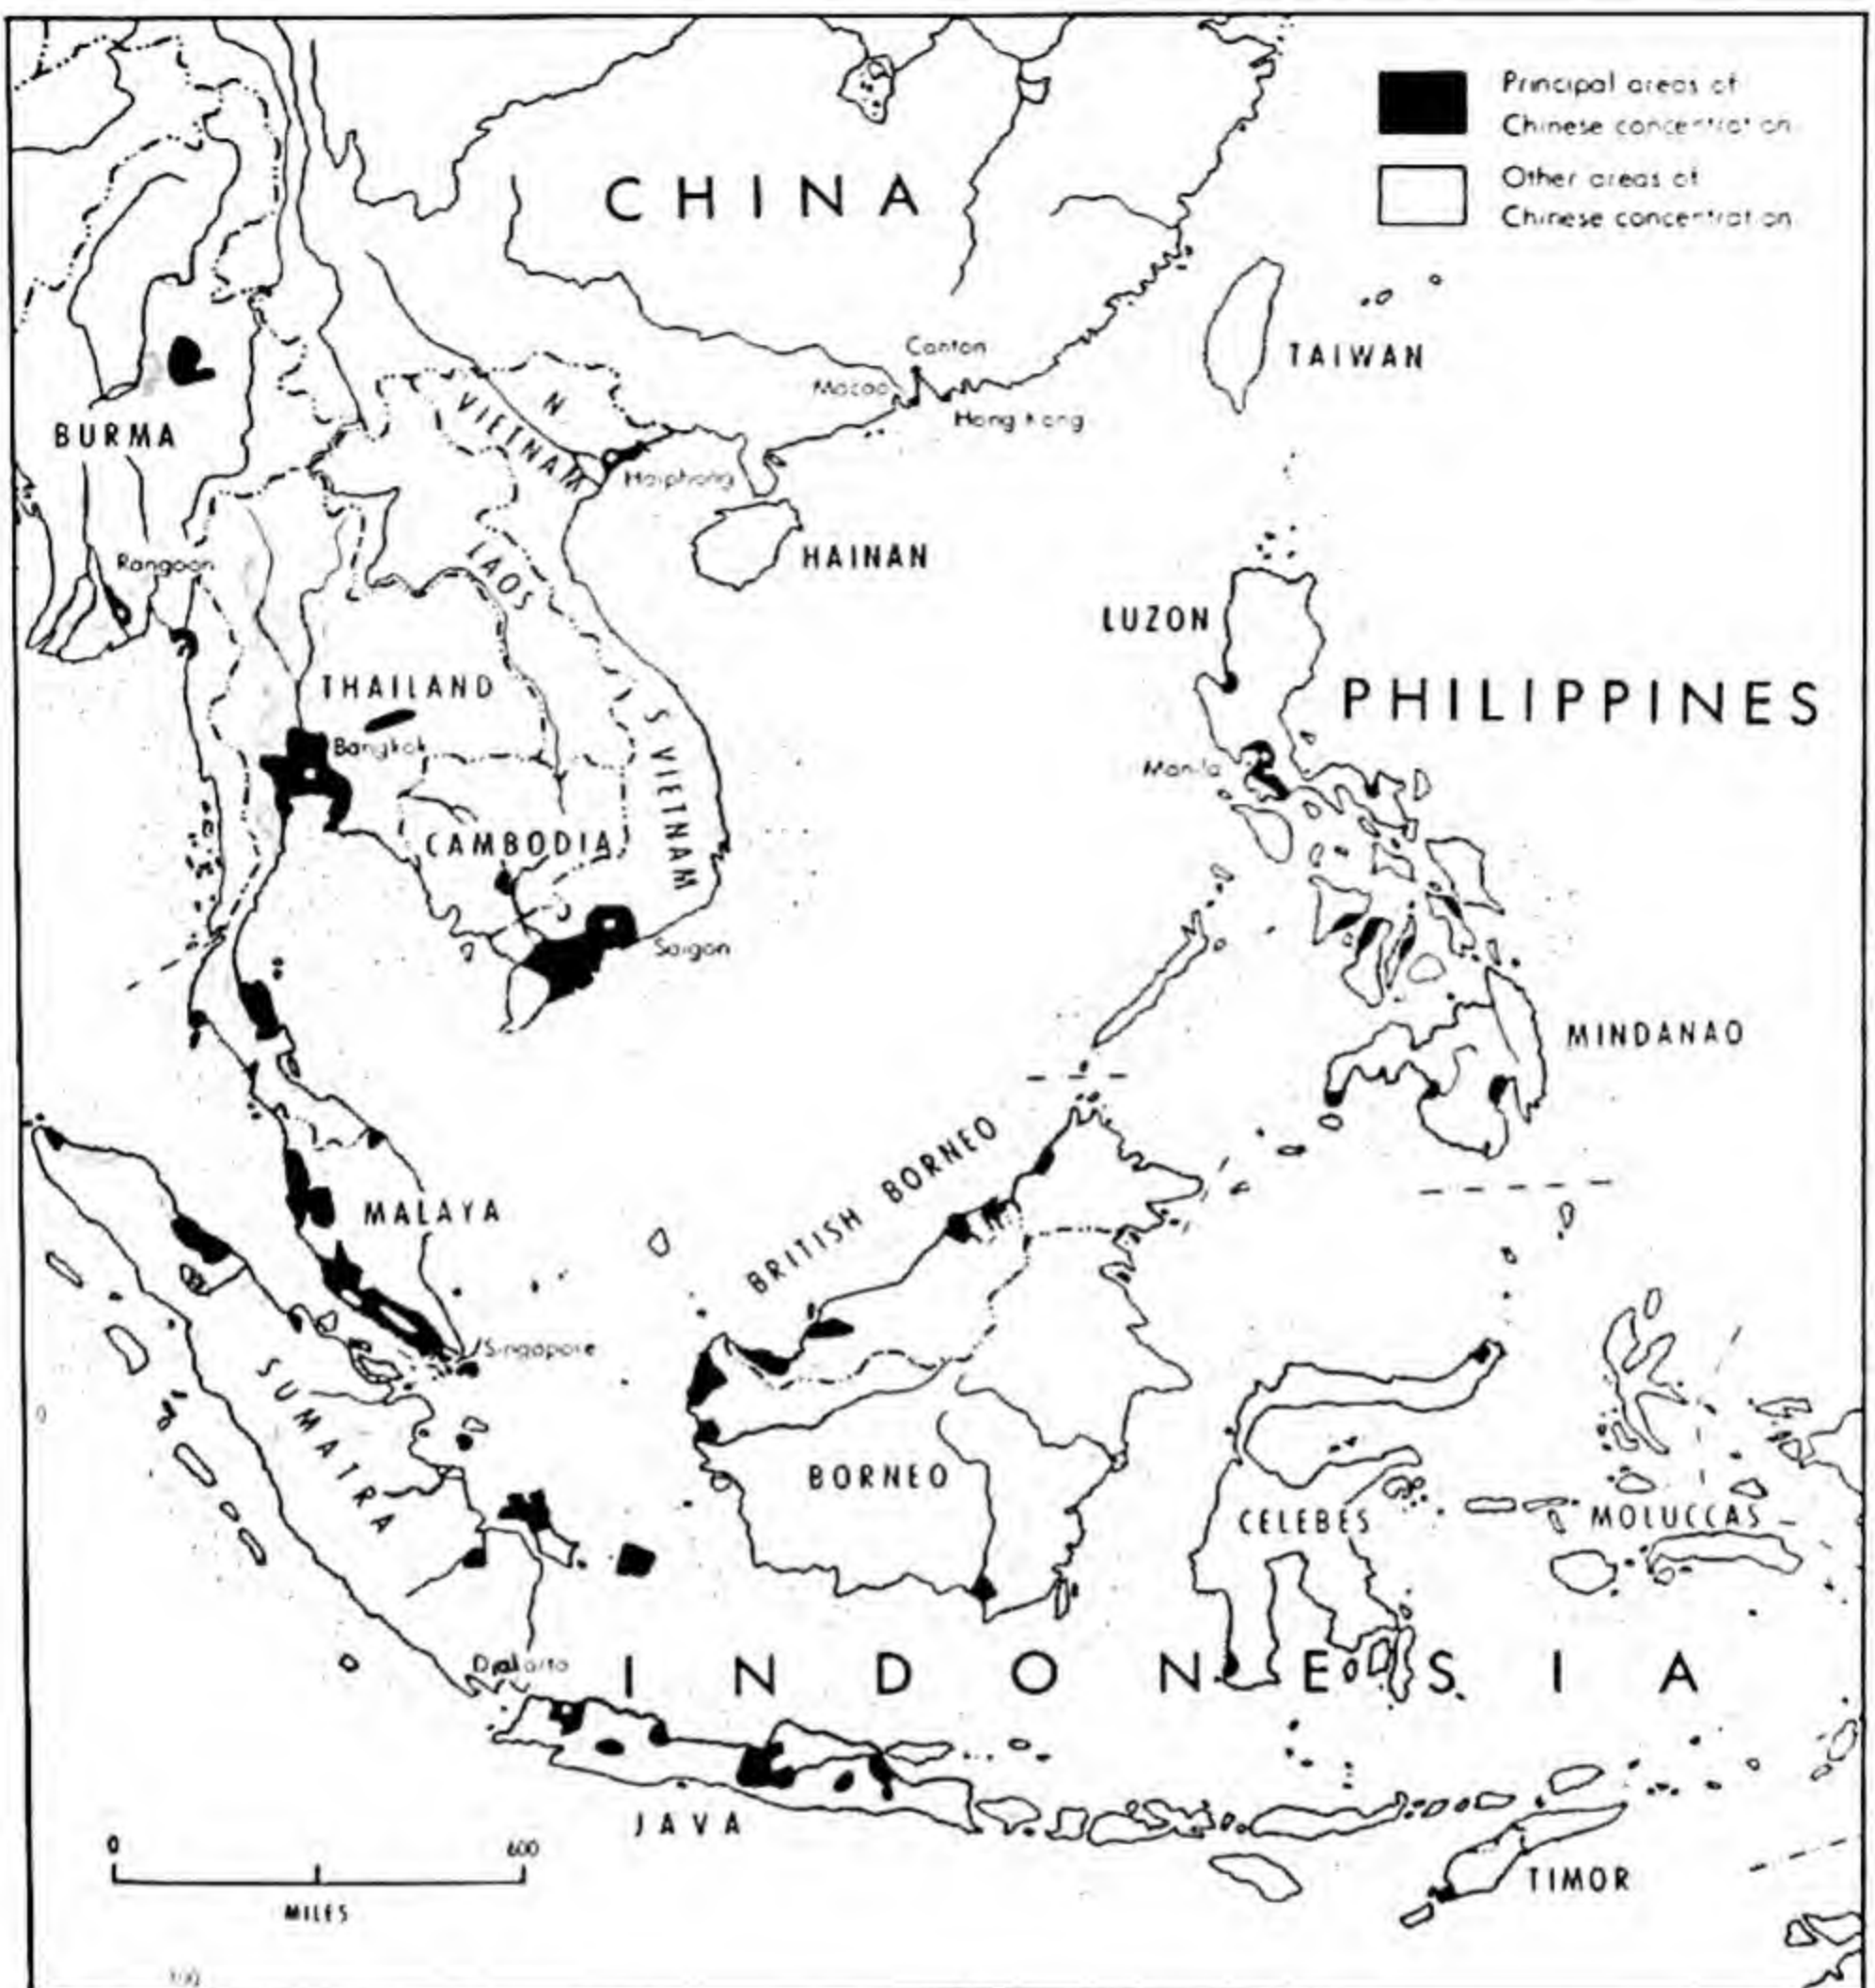 Principal areas of
Chinese concentration
Other areas of
Chinese concentration
CHINA
TAIWAN
Canton
Macao
Hong Kong
BURMA
N
VIETNAM
Haiphong
HAINAN
Rangoon
LAOS
LUZON
THAILAND
PHILIPPINES
Bangkok
S VIETNAM
Manila
CAMBODIA
Saigon
MINDANAO
BRITISH BORNEO
MALAYA
Singapore
SUMATRA
BORNEO
CELEBES
MOLUCCAS
Djakarta
INDONESIA
JAVA
0 600
MILES
TIMOR